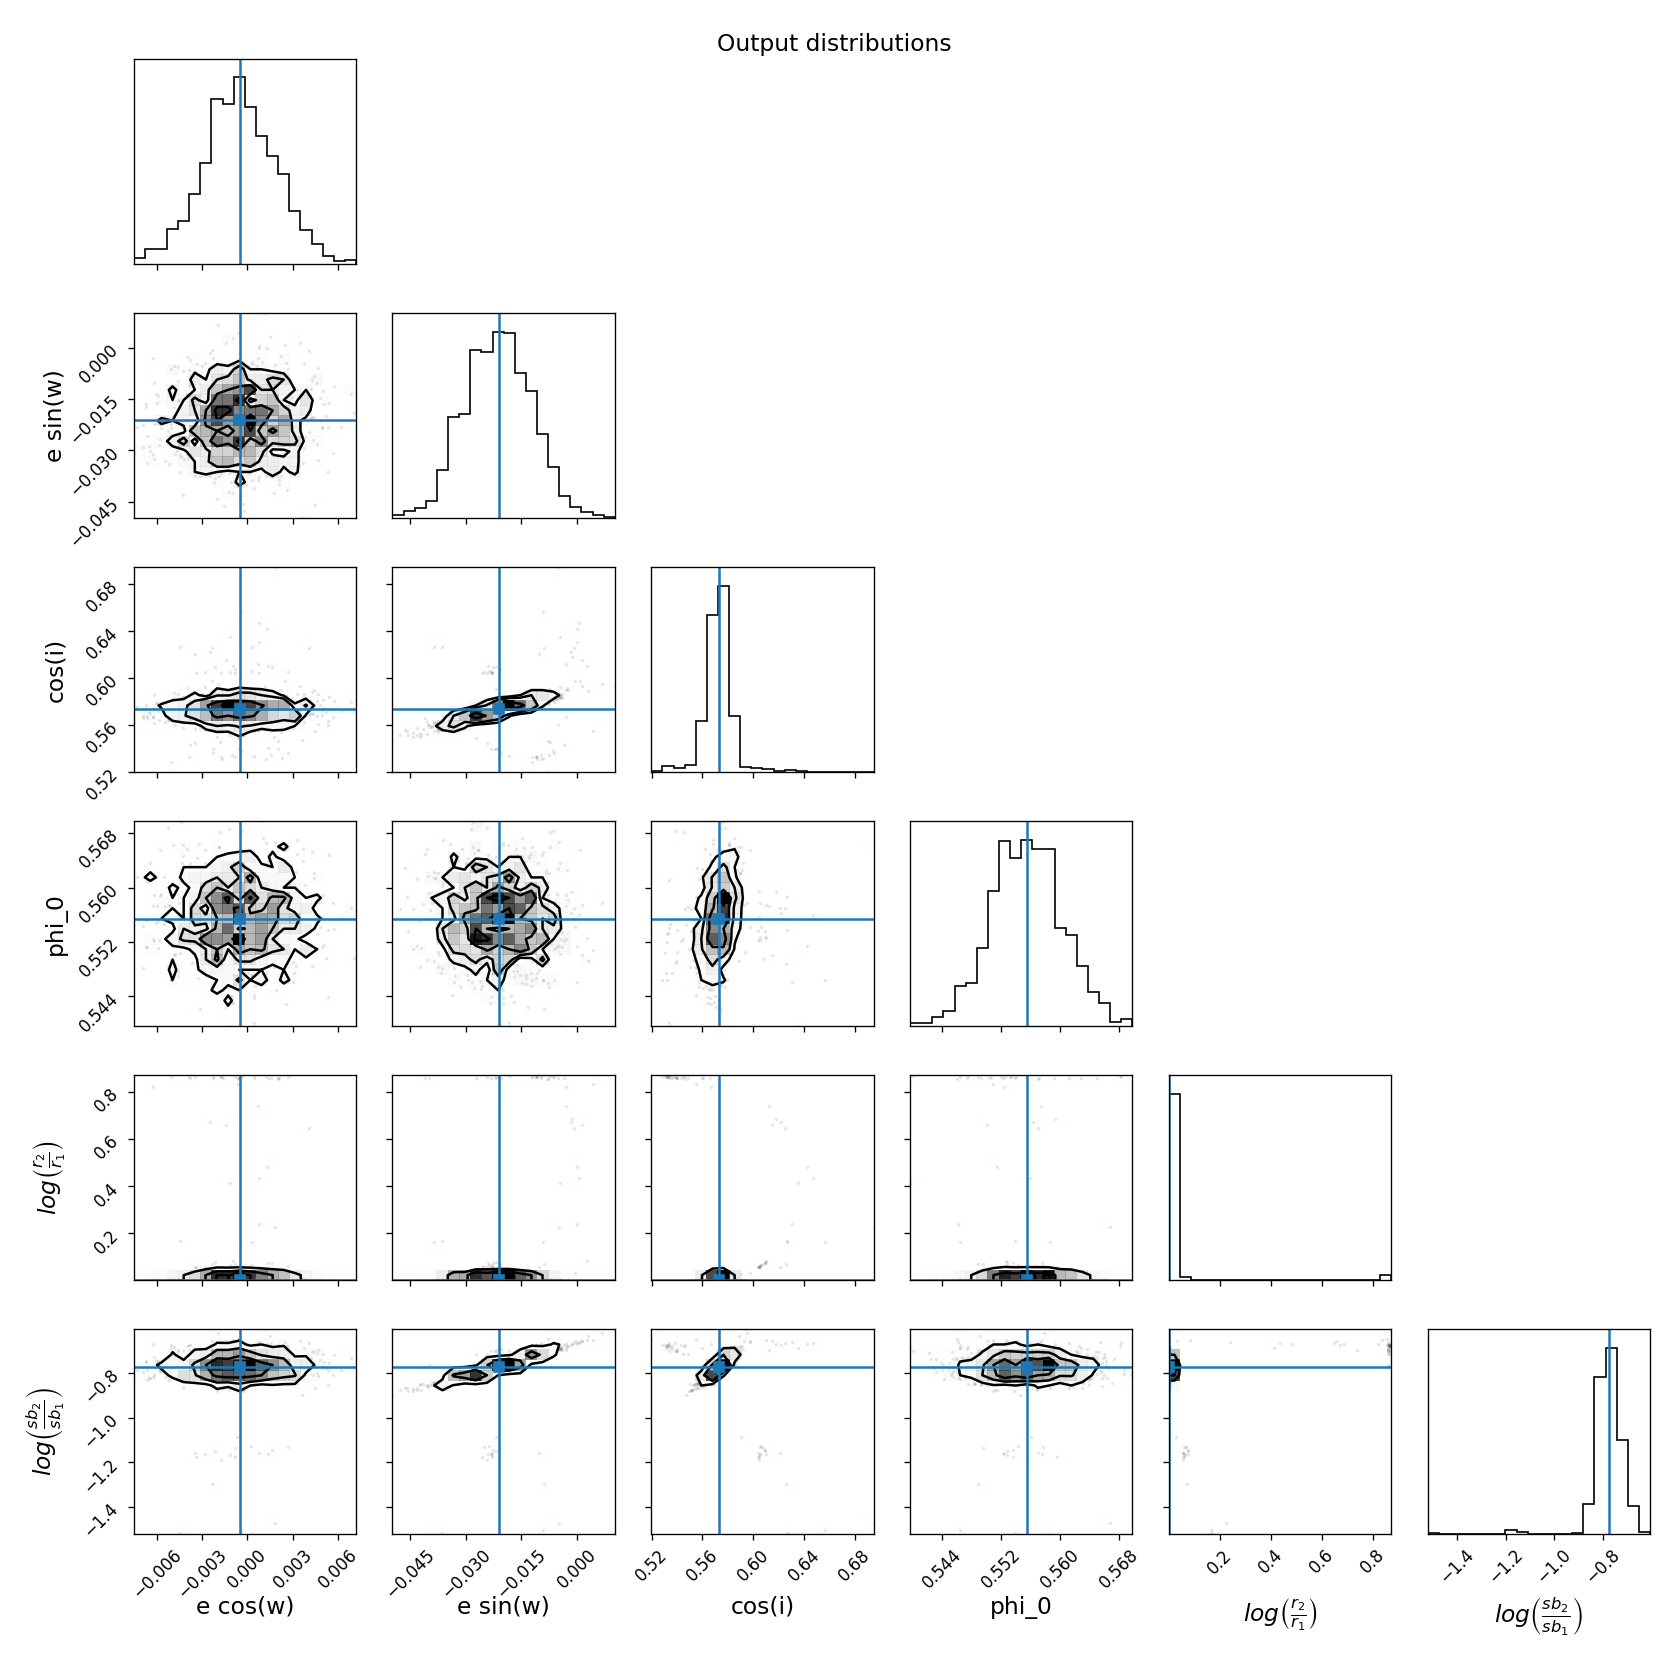 Output distributions
e sin(w)
0.000
−0.015
−0.030
−0.045
cos(i)
0.68
0.64
0.60
0.56
0.52
phi_0
0.568
0.560
0.552
0.544
log(r₂/r₁)
0.8
0.6
0.4
0.2
log(sb₂/sb₁)
−0.8
−1.0
−1.2
−1.4
−0.006 −0.003 0.000 0.003 0.006 −0.045 −0.030 −0.015 0.000 0.52 0.56 0.60 0.64 0.68 0.544 0.552 0.560 0.568 0.2 0.4 0.6 0.8 −1.4 −1.2 −1.0 −0.8
e cos(w) e sin(w) cos(i) phi_0 log(r₂/r₁) log(sb₂/sb₁)